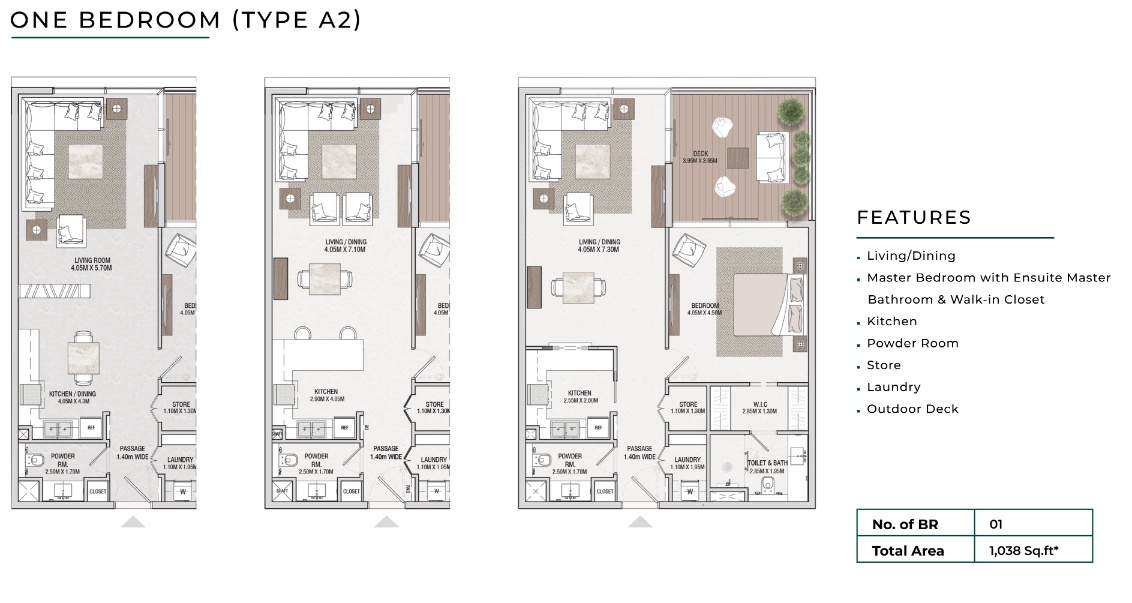 ONE BEDROOM (TYPE A2)
LIVING ROOM
4.05M X 5.70M
BED
4.05M
KITCHEN / DINING
4.05M X 4.3M
STORE
1.10M X 1.30M
REF
PASSAGE
1.40m WIDE
POWDER
RM.
2.50M X 1.70M
LAUNDRY
1.10M X 1.95M
CLOSET
W
LIVING / DINING
4.05M X 7.10M
BED
4.05M
KITCHEN
2.90M X 4.05M
STORE
1.10M X 1.30M
REF
PASSAGE
1.40m WIDE
POWDER
RM.
2.50M X 1.70M
LAUNDRY
1.10M X 1.95M
SHAFT
CLOSET
W
DECK
3.95M X 3.65M
LIVING / DINING
4.05M X 7.30M
BEDROOM
4.05M X 4.50M
KITCHEN
2.55M X 2.60M
STORE
1.10M X 1.30M
W.I.C
2.85M X 1.30M
REF
PASSAGE
1.40m WIDE
POWDER
RM.
2.50M X 1.70M
LAUNDRY
1.10M X 1.95M
TOILET & BATH
2.85M X 1.95M
CLOSET
W
FEATURES
Living/Dining
Master Bedroom with Ensuite Master
Bathroom & Walk-in Closet
Kitchen
Powder Room
Store
Laundry
Outdoor Deck
No. of BR 01
Total Area 1,038 Sq.ft*